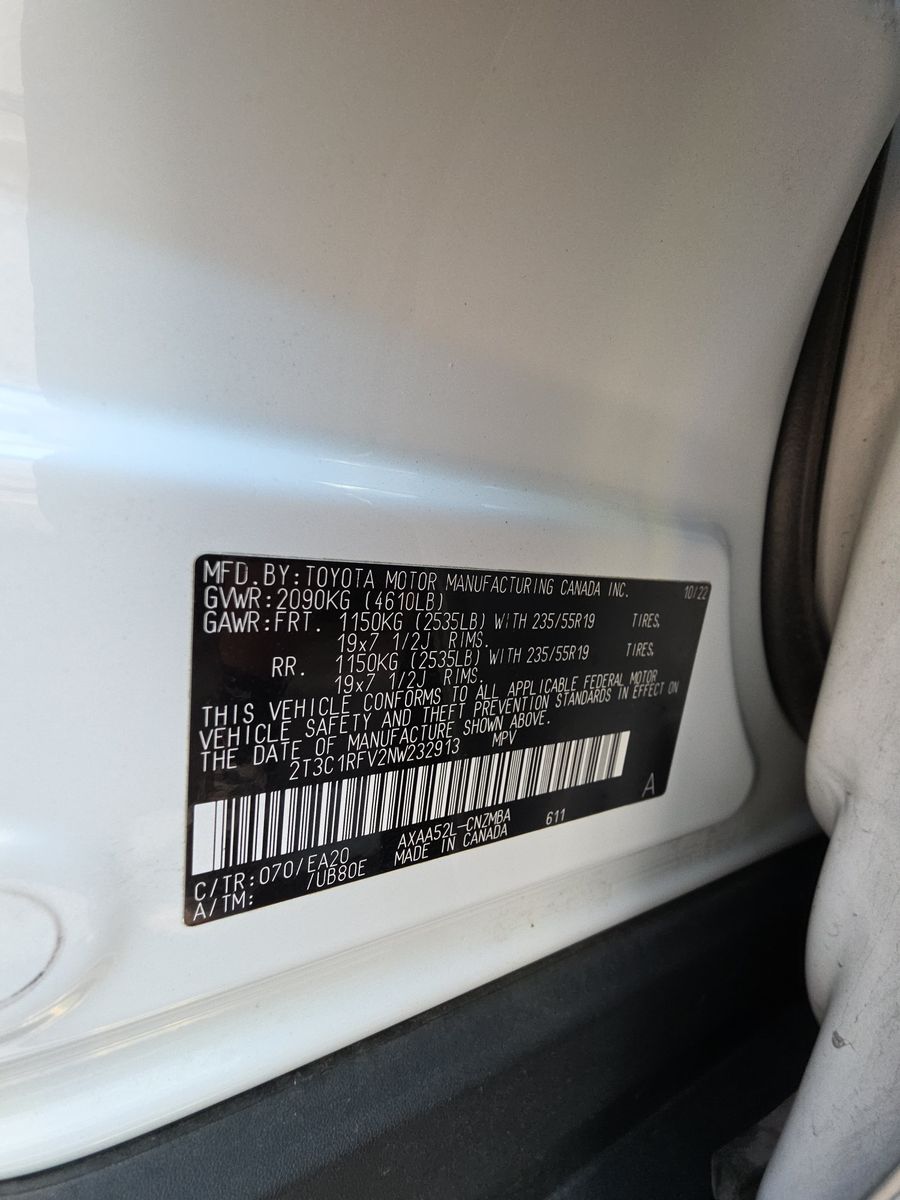 MFD.BY:TOYOTA MOTOR MANUFACTURING CANADA INC. 10/22
GVWR:2090KG (4610LB)
GAWR:FRT. 1150KG (2535LB) WITH 235/55R19 TIRES,
19x7 1/2J RIMS.
RR. 1150KG (2535LB) WITH 235/55R19 TIRES,
19x7 1/2J RIMS.
THIS VEHICLE CONFORMS TO ALL APPLICABLE FEDERAL MOTOR
VEHICLE SAFETY AND THEFT PREVENTION STANDARDS IN EFFECT ON
THE DATE OF MANUFACTURE SHOWN ABOVE.
2T3C1RFV2NW232913 MPV
A
AXAA52L-CNZMBA 611
C/TR:070/EA20 MADE IN CANADA
A/TM: /UB80E